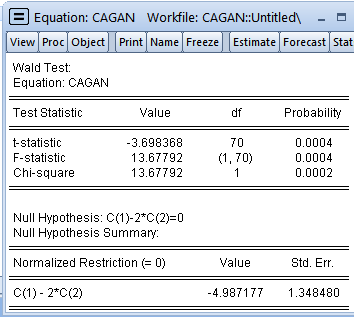 Equation: CAGAN Workfile: CAGAN::Untitled\
View Proc Object Print Name Freeze Estimate Forecast Stat
Wald Test:
Equation: CAGAN
Test Statistic Value df Probability
t-statistic -3.698368 70 0.0004
F-statistic 13.67792 (1, 70) 0.0004
Chi-square 13.67792 1 0.0002
Null Hypothesis: C(1)-2*C(2)=0
Null Hypothesis Summary:
Normalized Restriction (= 0) Value Std. Err.
C(1) - 2*C(2) -4.987177 1.348480